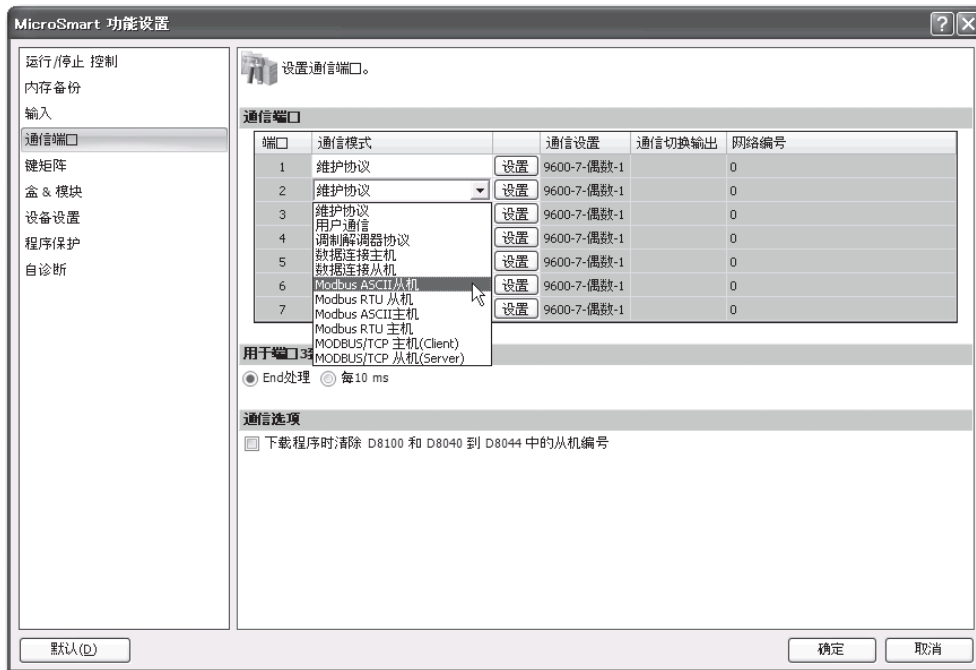 MicroSmart 功能设置
运行/停止 控制
内存备份
输入
通信端口
键矩阵
盒 & 模块
设备设置
程序保护
自诊断
设置通信端口。
通信端口
端口 通信模式 通信设置 通信切换输出 网络编号
1 维护协议 设置 9600-7-偶数-1 0
2 维护协议 设置 9600-7-偶数-1 0
3 设置 9600-7-偶数-1 0
4 设置 9600-7-偶数-1 0
5 设置 9600-7-偶数-1 0
6 设置 9600-7-偶数-1 0
7 设置 9600-7-偶数-1 0
维护协议
用户通信
调制解调器协议
数据连接主机
数据连接从机
Modbus ASCII从机
Modbus RTU 从机
Modbus ASCII主机
Modbus RTU 主机
MODBUS/TCP 主机(Client)
MODBUS/TCP 从机(Server)
用于端口3
End处理 每10 ms
通信选项
下载程序时清除 D8100 和 D8040 到 D8044 中的从机编号
默认(D) 确定 取消